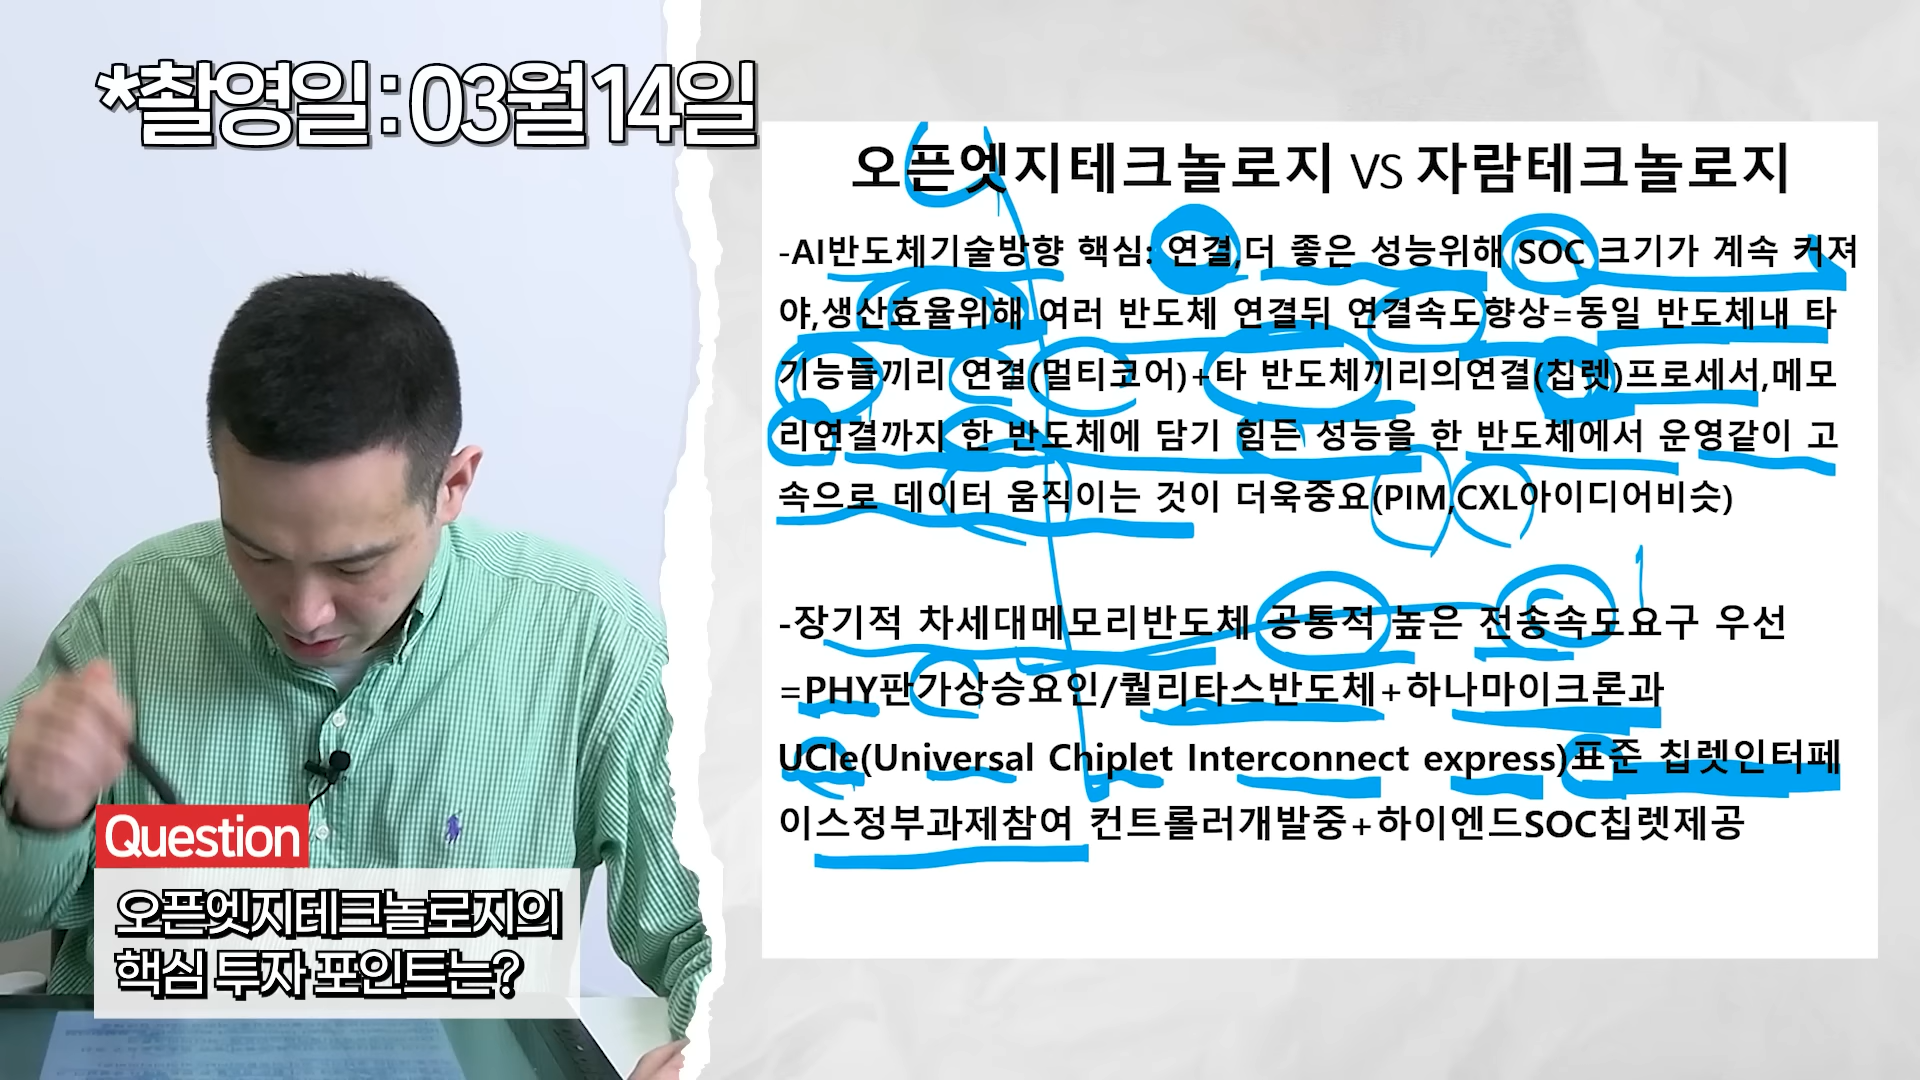 *촬영일:03월14일
오픈엣지테크놀로지 VS 자람테크놀로지
-AI반도체기술방향 핵심: 연결,더 좋은 성능위해 SOC 크기가 계속 커져
야,생산효율위해 여러 반도체 연결뒤 연결속도향상=동일 반도체내 타
기능들끼리 연결(멀티코어)+타 반도체끼리의연결(칩렛)프로세서,메모
리연결까지 한 반도체에 담기 힘든 성능을 한 반도체에서 운영같이 고
속으로 데이터 움직이는 것이 더욱중요(PIM,CXL아이디어비슷)
-장기적 차세대메모리반도체 공통적 높은 전송속도요구 우선
=PHY판가상승요인/퀄리타스반도체+하나마이크론과
UCIe(Universal Chiplet Interconnect express)표준 칩렛인터페
이스정부과제참여 컨트롤러개발중+하이엔드SOC칩렛제공
Question
오픈엣지테크놀로지의
핵심 투자 포인트는?